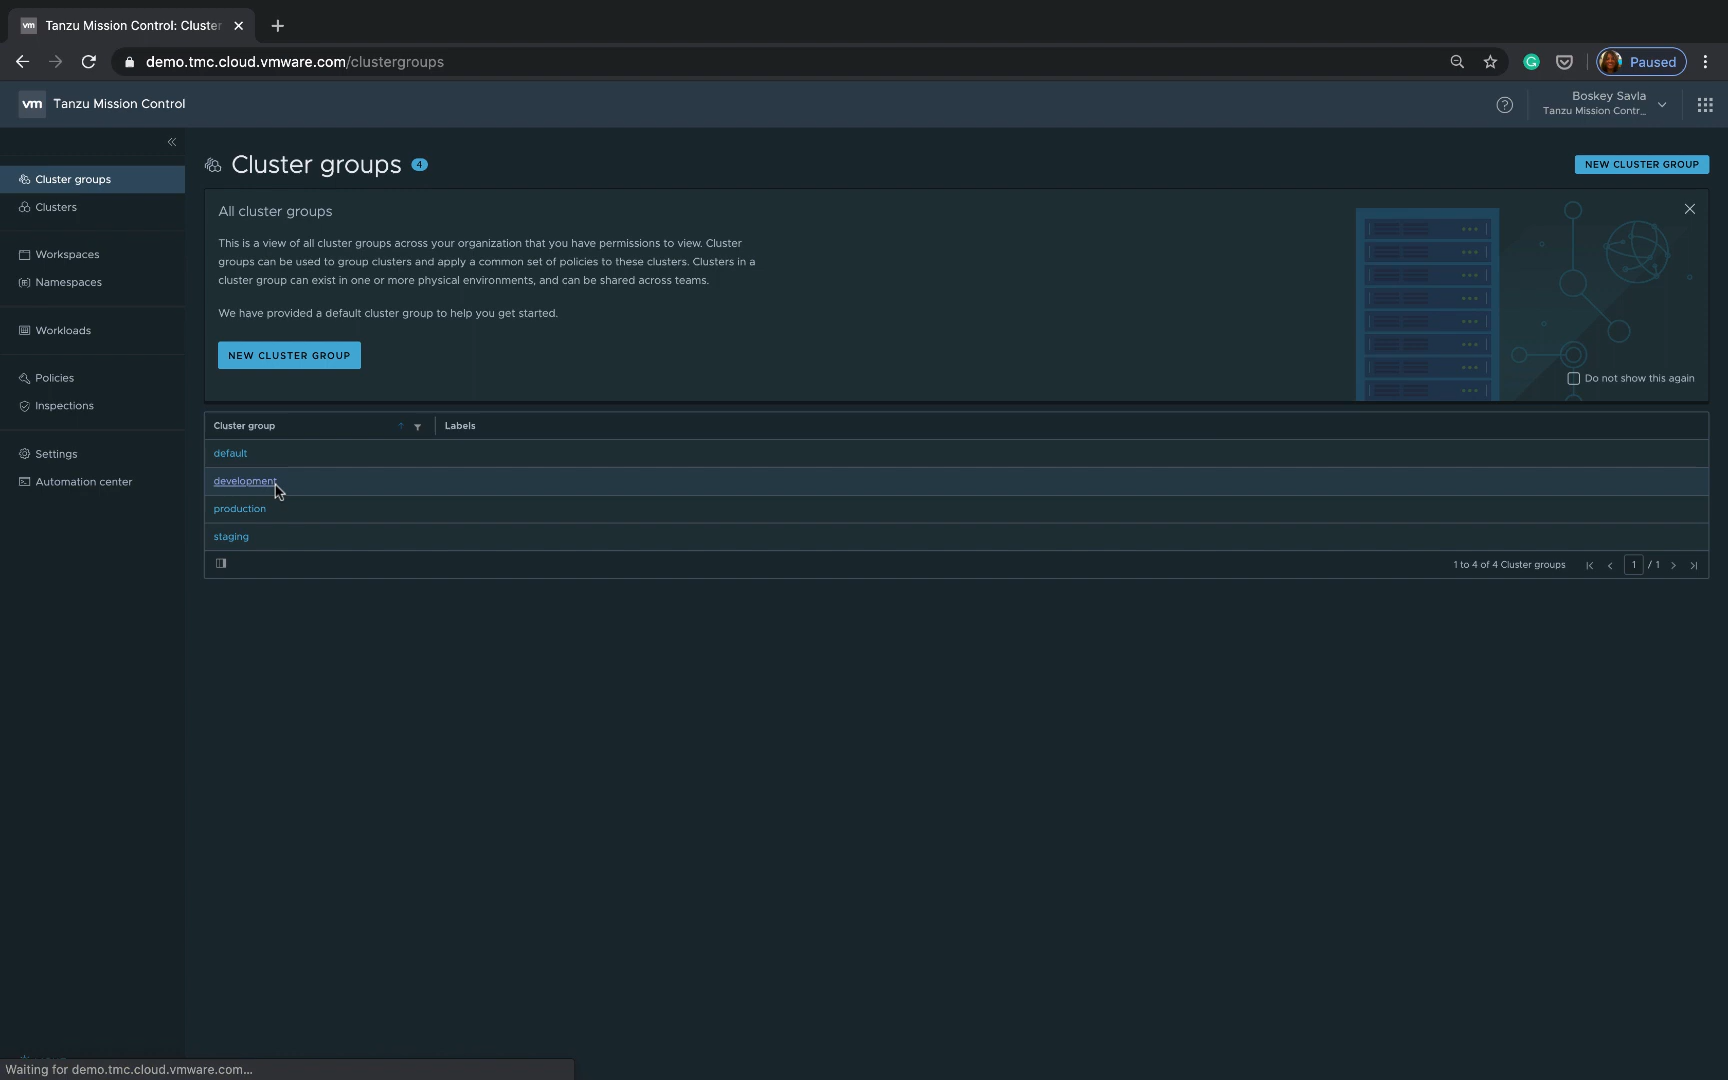 vm Tanzu Mission Control: Cluster
demo.tmc.cloud.vmware.com/clustergroups
Paused
vm Tanzu Mission Control
Boskey Savla
Tanzu Mission Contr...
Cluster groups
Clusters
Workspaces
Namespaces
Workloads
Policies
Inspections
Settings
Automation center
Cluster groups 4
NEW CLUSTER GROUP
All cluster groups
This is a view of all cluster groups across your organization that you have permissions to view. Cluster
groups can be used to group clusters and apply a common set of policies to these clusters. Clusters in a
cluster group can exist in one or more physical environments, and can be shared across teams.
We have provided a default cluster group to help you get started.
NEW CLUSTER GROUP
Do not show this again
Cluster group Labels
default
development
production
staging
1 to 4 of 4 Cluster groups 1 / 1
Waiting for demo.tmc.cloud.vmware.com...